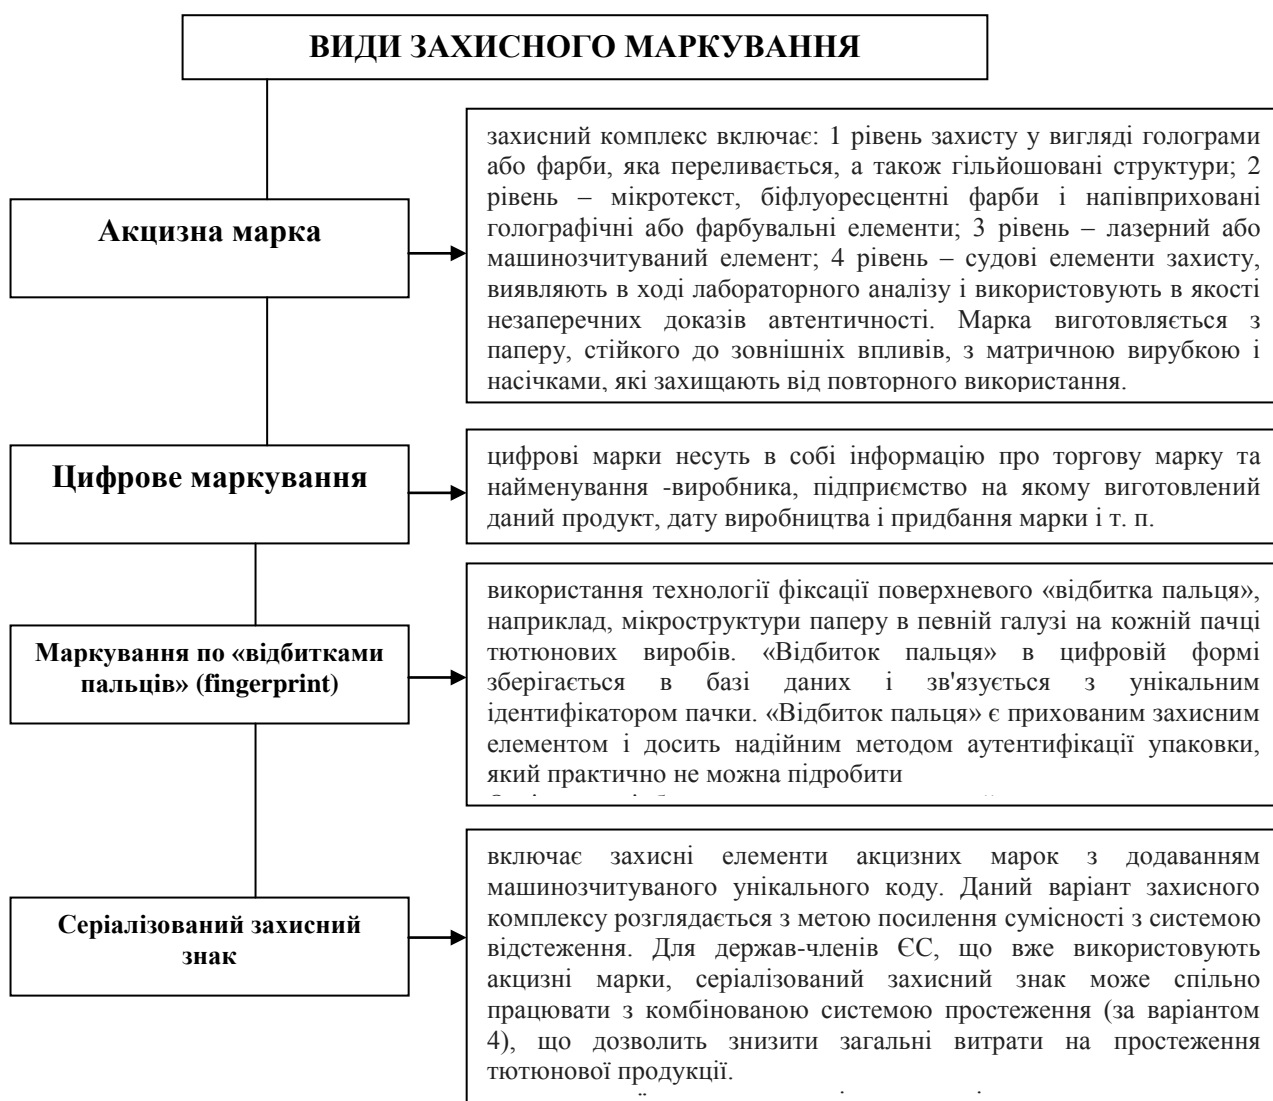 ВИДИ ЗАХИСНОГО МАРКУВАННЯ
Акцизна марка
захисний комплекс включає: 1 рівень захисту у вигляді голограми
або фарби, яка переливається, а також гільйошовані структури; 2
рівень – мікротекст, біфлуоресцентні фарби і напівприховані
голографічні або фарбувальні елементи; 3 рівень – лазерний або
машинозчитуваний елемент; 4 рівень – судові елементи захисту,
виявляють в ході лабораторного аналізу і використовують в якості
незаперечних доказів автентичності. Марка виготовляється з
паперу, стійкого до зовнішніх впливів, з матричною вирубкою і
насічками, які захищають від повторного використання.
Цифрове маркування
цифрові марки несуть в собі інформацію про торгову марку та
найменування -виробника, підприємство на якому виготовлений
даний продукт, дату виробництва і придбання марки і т. п.
Маркування по «відбитками
пальців» (fingerprint)
використання технології фіксації поверхневого «відбитка пальця»,
наприклад, мікроструктури паперу в певній галузі на кожній пачці
тютюнових виробів. «Відбиток пальця» в цифровій формі
зберігається в базі даних і зв'язується з унікальним
ідентифікатором пачки. «Відбиток пальця» є прихованим захисним
елементом і досить надійним методом аутентифікації упаковки,
який практично не можна підробити
Серіалізований захисний
знак
включає захисні елементи акцизних марок з додаванням
машинозчитуваного унікального коду. Даний варіант захисного
комплексу розглядається з метою посилення сумісності з системою
відстеження. Для держав-членів ЄС, що вже використовують
акцизні марки, серіалізований захисний знак може спільно
працювати з комбінованою системою простеження (за варіантом
4), що дозволить знизити загальні витрати на простеження
тютюнової продукції.